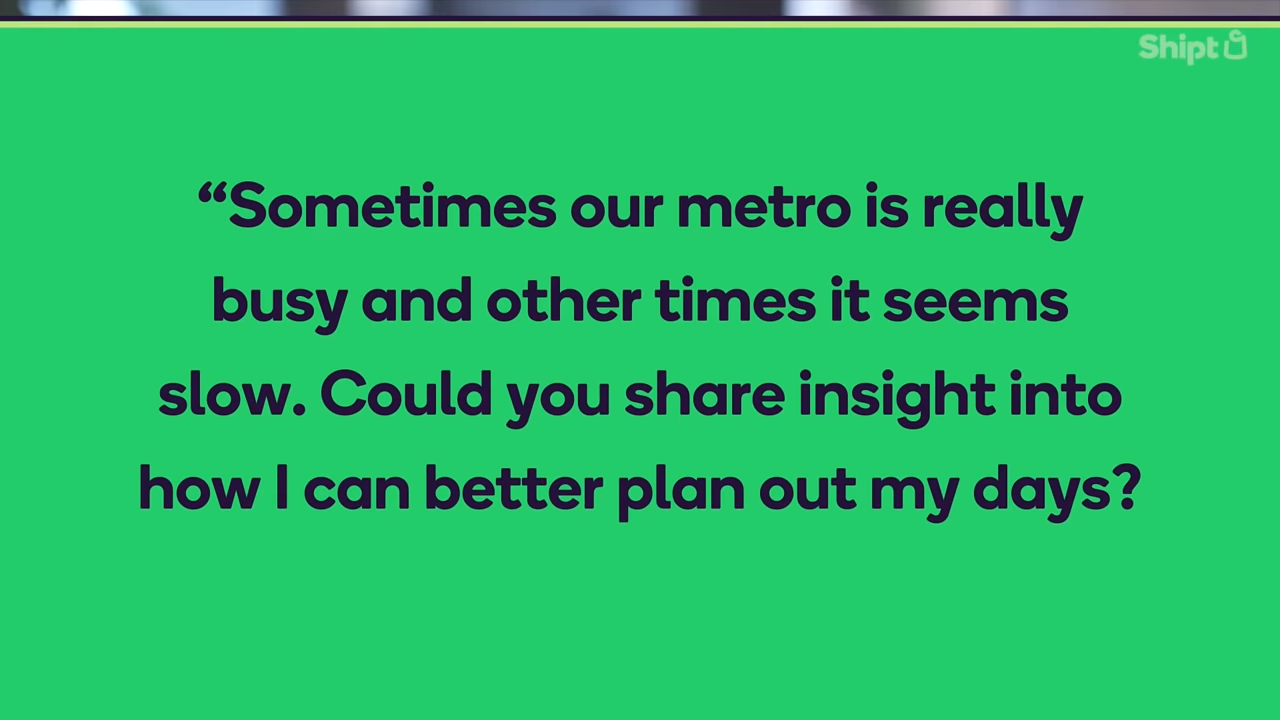 Shipt
“Sometimes our metro is really
busy and other times it seems
slow. Could you share insight into
how I can better plan out my days?